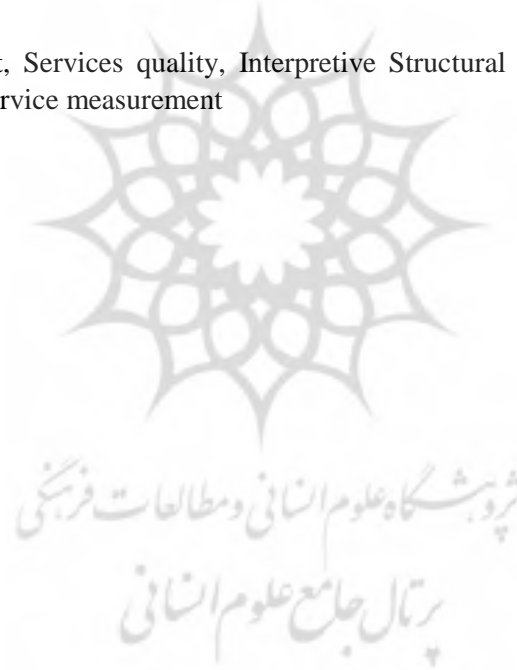 t, Services quality, Interpretive Structural
rvice measurement
پژوهشگاه علوم انسانی و مطالعات فرهنگی
پرتال جامع علوم انسانی